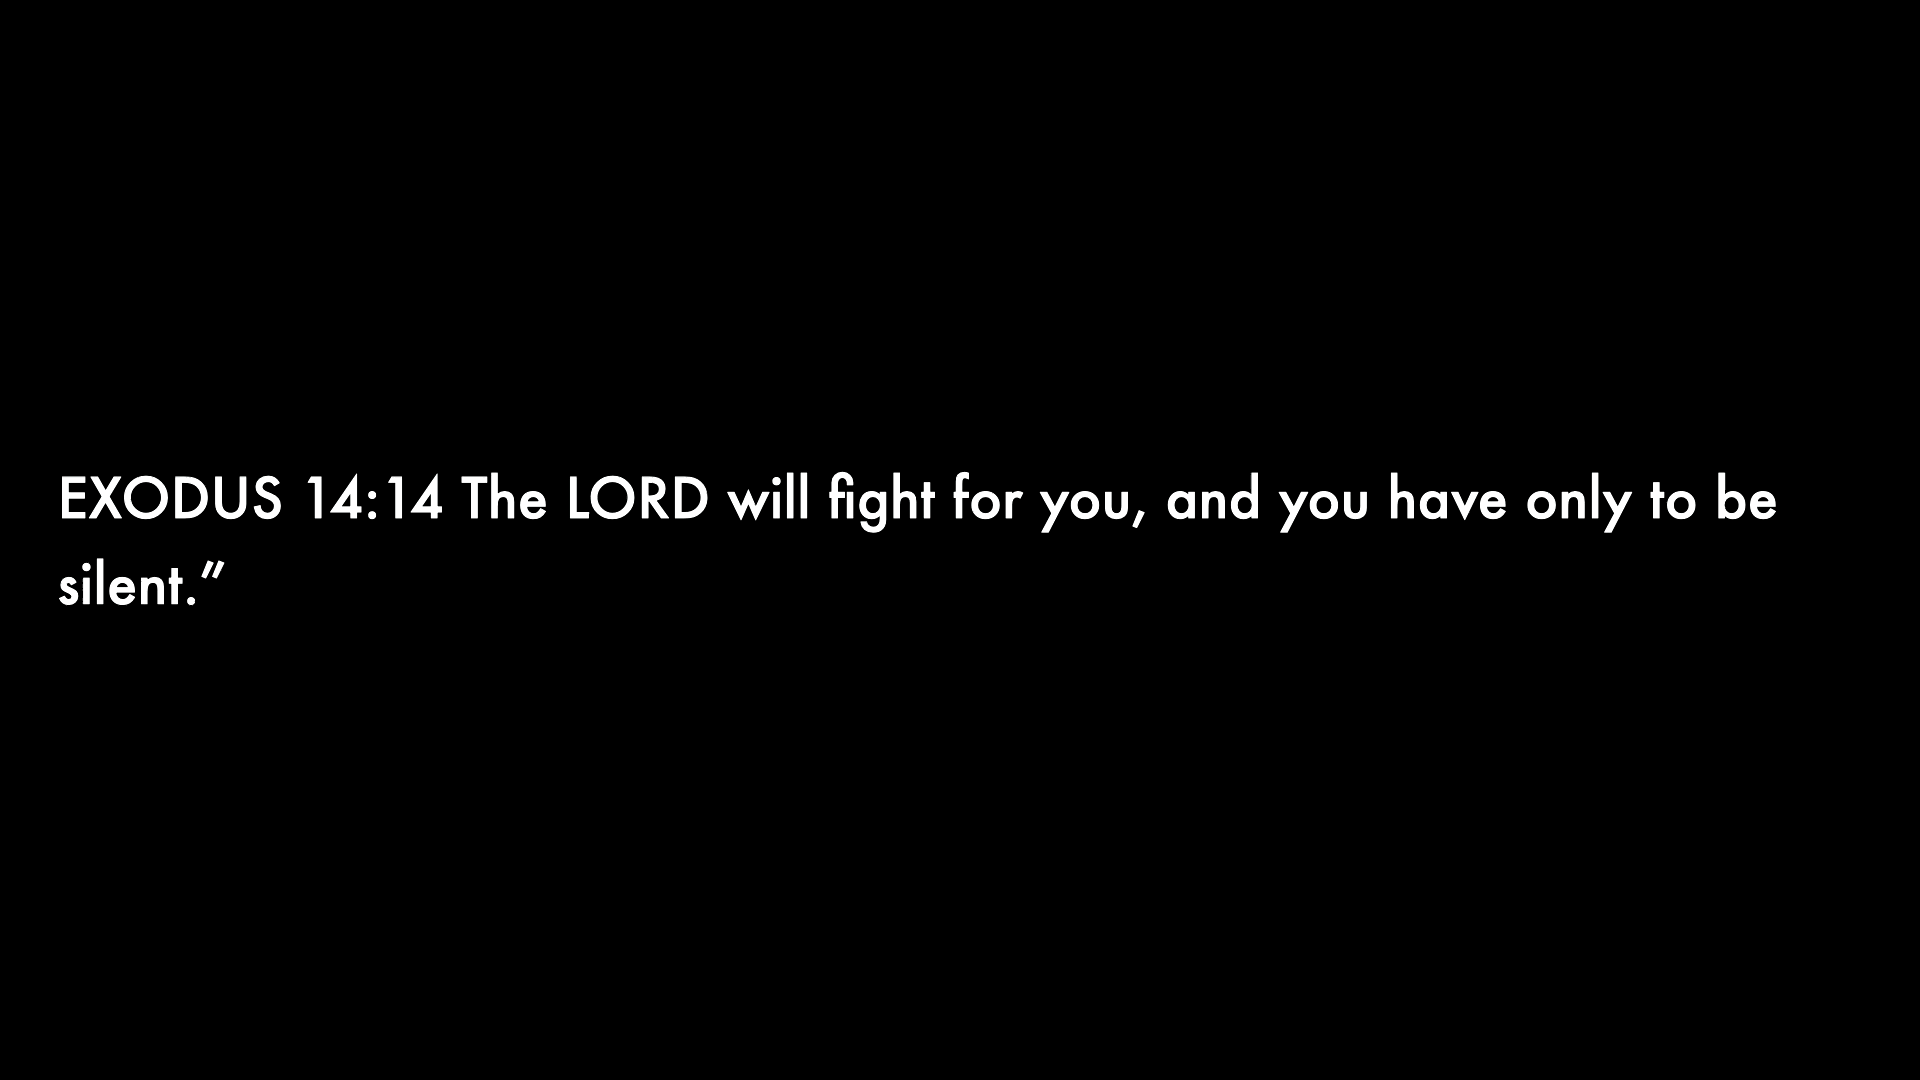 EXODUS 14:14 The LORD will fight for you, and you have only to be
silent.”